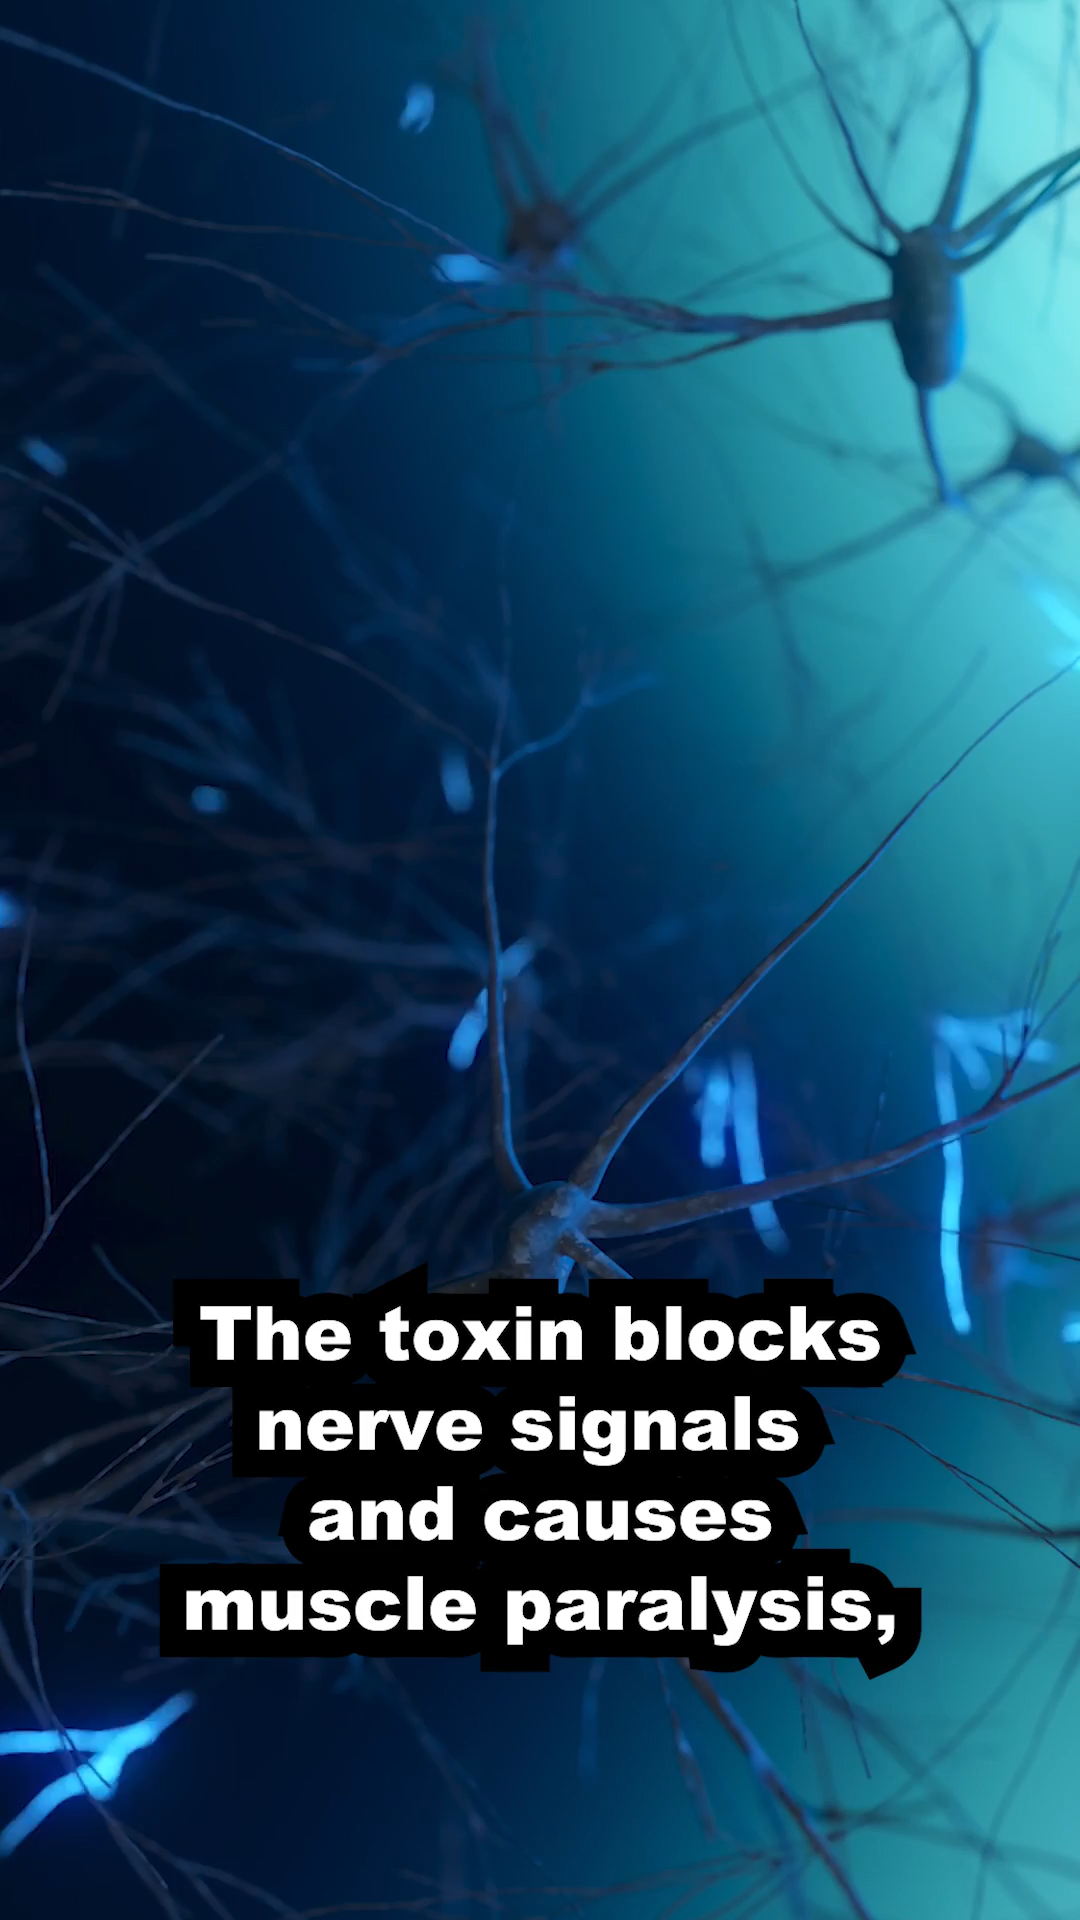 The toxin blocks
nerve signals
and causes
muscle paralysis,